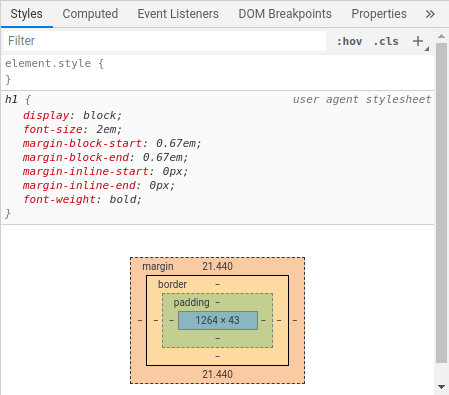 Styles Computed Event Listeners DOM Breakpoints Properties »
Filter :hov .cls +
element.style {
}
h1 { user agent stylesheet
display: block;
font-size: 2em;
margin-block-start: 0.67em;
margin-block-end: 0.67em;
margin-inline-start: 0px;
margin-inline-end: 0px;
font-weight: bold;
}
margin 21.440
border –
padding –
– – – 1264 × 43 – – –
–
–
21.440